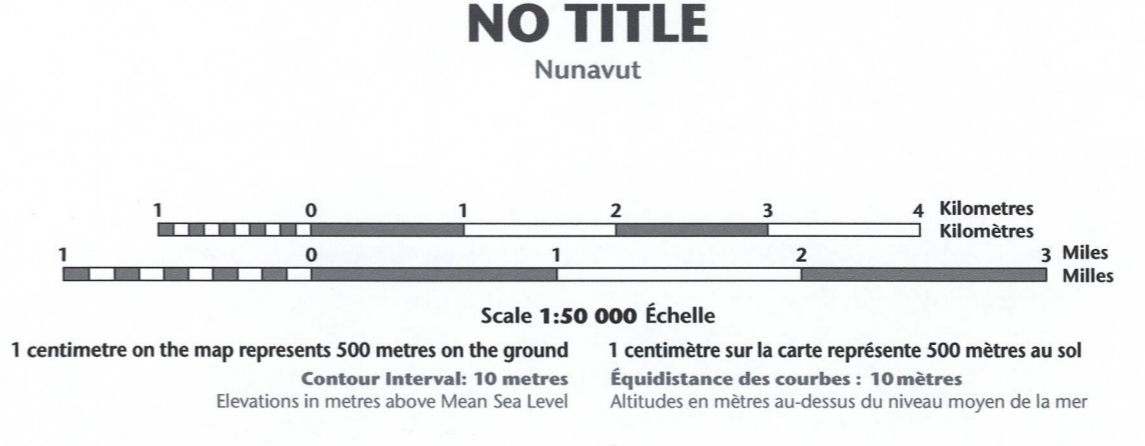 NO TITLE
Nunavut
1 0 1 2 3 4 Kilometres
Kilomètres
1 0 1 2 3 Miles
Milles
Scale 1:50 000 Échelle
1 centimetre on the map represents 500 metres on the ground
Contour Interval: 10 metres
Elevations in metres above Mean Sea Level
1 centimètre sur la carte représente 500 mètres au sol
Équidistance des courbes : 10 mètres
Altitudes en mètres au-dessus du niveau moyen de la mer